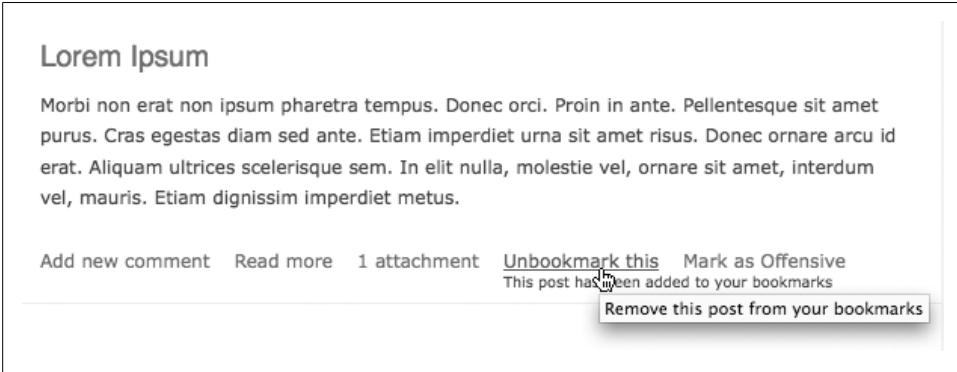 Lorem Ipsum
Morbi non erat non ipsum pharetra tempus. Donec orci. Proin in ante. Pellentesque sit amet
purus. Cras egestas diam sed ante. Etiam imperdiet urna sit amet risus. Donec ornare arcu id
erat. Aliquam ultrices scelerisque sem. In elit nulla, molestie vel, ornare sit amet, interdum
vel, mauris. Etiam dignissim imperdiet metus.
Add new comment Read more 1 attachment Unbookmark this Mark as Offensive
This post has been added to your bookmarks
Remove this post from your bookmarks